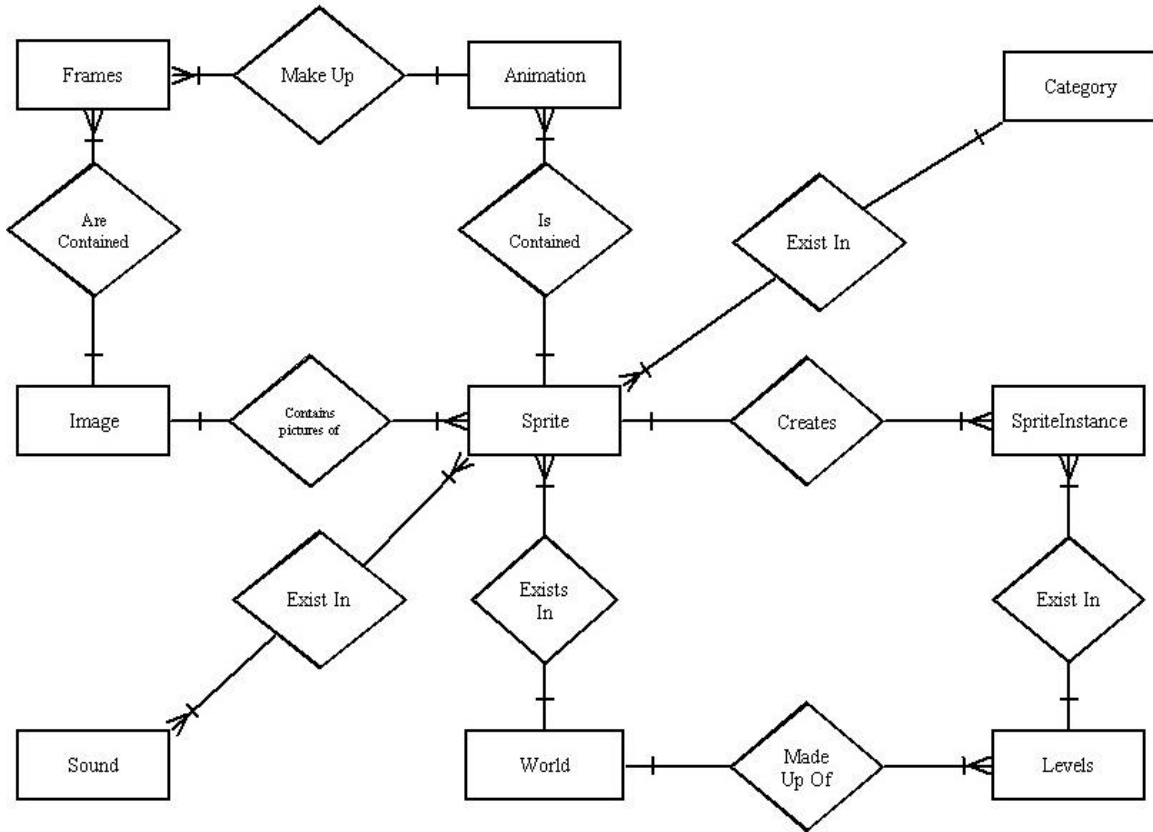 Frames
Make Up
Animation
Category
Are
Contained
Is
Contained
Exist In
Image
Contains
pictures of
Sprite
Creates
SpriteInstance
Exist In
Exists
In
Exist In
Sound
World
Made
Up Of
Levels